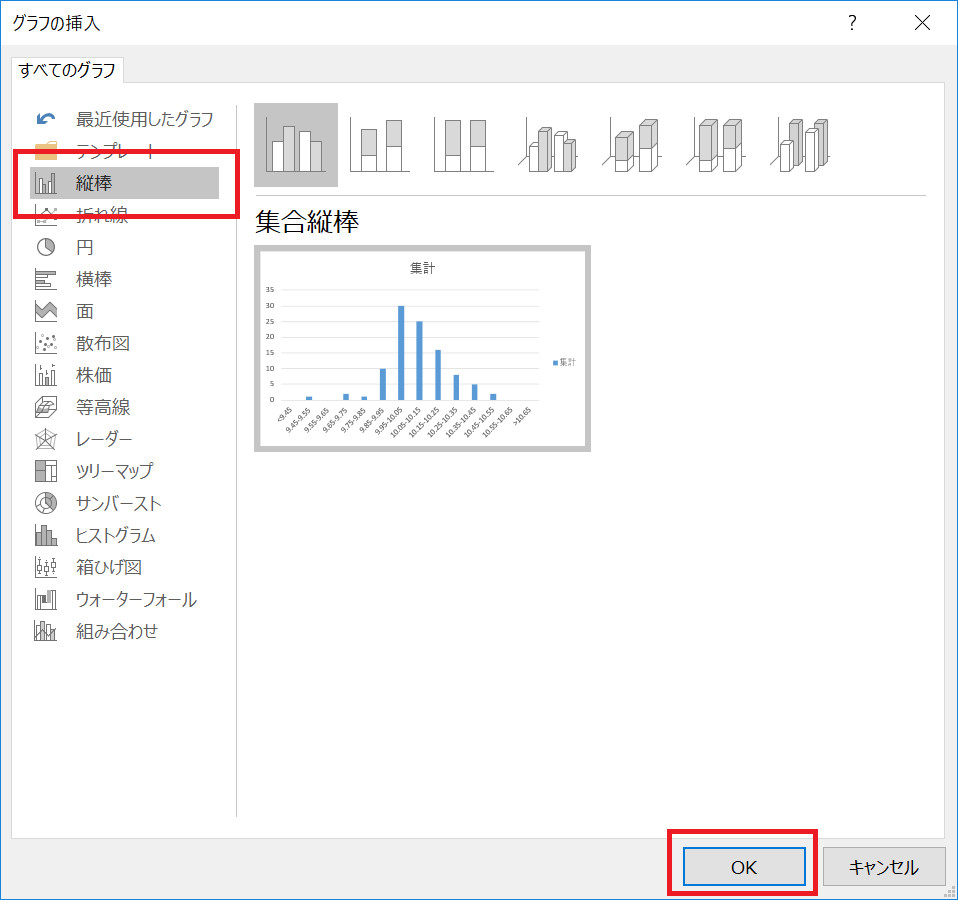 グラフの挿入
?
すべてのグラフ
最近使用したグラフ
テンプレート
縦棒
折れ線
円
横棒
面
散布図
株価
等高線
レーダー
ツリーマップ
サンバースト
ヒストグラム
箱ひげ図
ウォーターフォール
組み合わせ
集合縦棒
集計
35
30
25
20
15
10
5
0
<9.45
9.45-9.55
9.55-9.65
9.65-9.75
9.75-9.85
9.85-9.95
9.95-10.05
10.05-10.15
10.15-10.25
10.25-10.35
10.35-10.45
10.45-10.55
10.55-10.65
>10.65
集計
OK
キャンセル